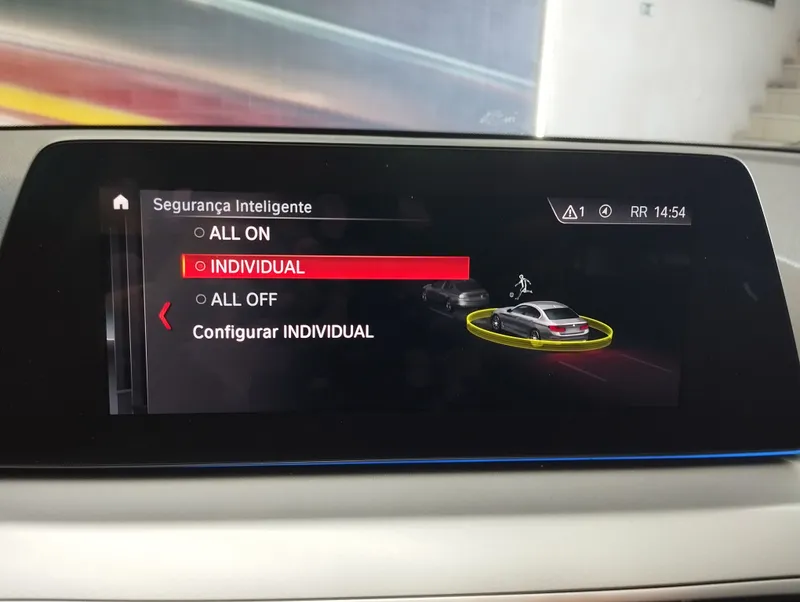 Segurança Inteligente
1 RR 14:54
ALL ON
INDIVIDUAL
ALL OFF
Configurar INDIVIDUAL